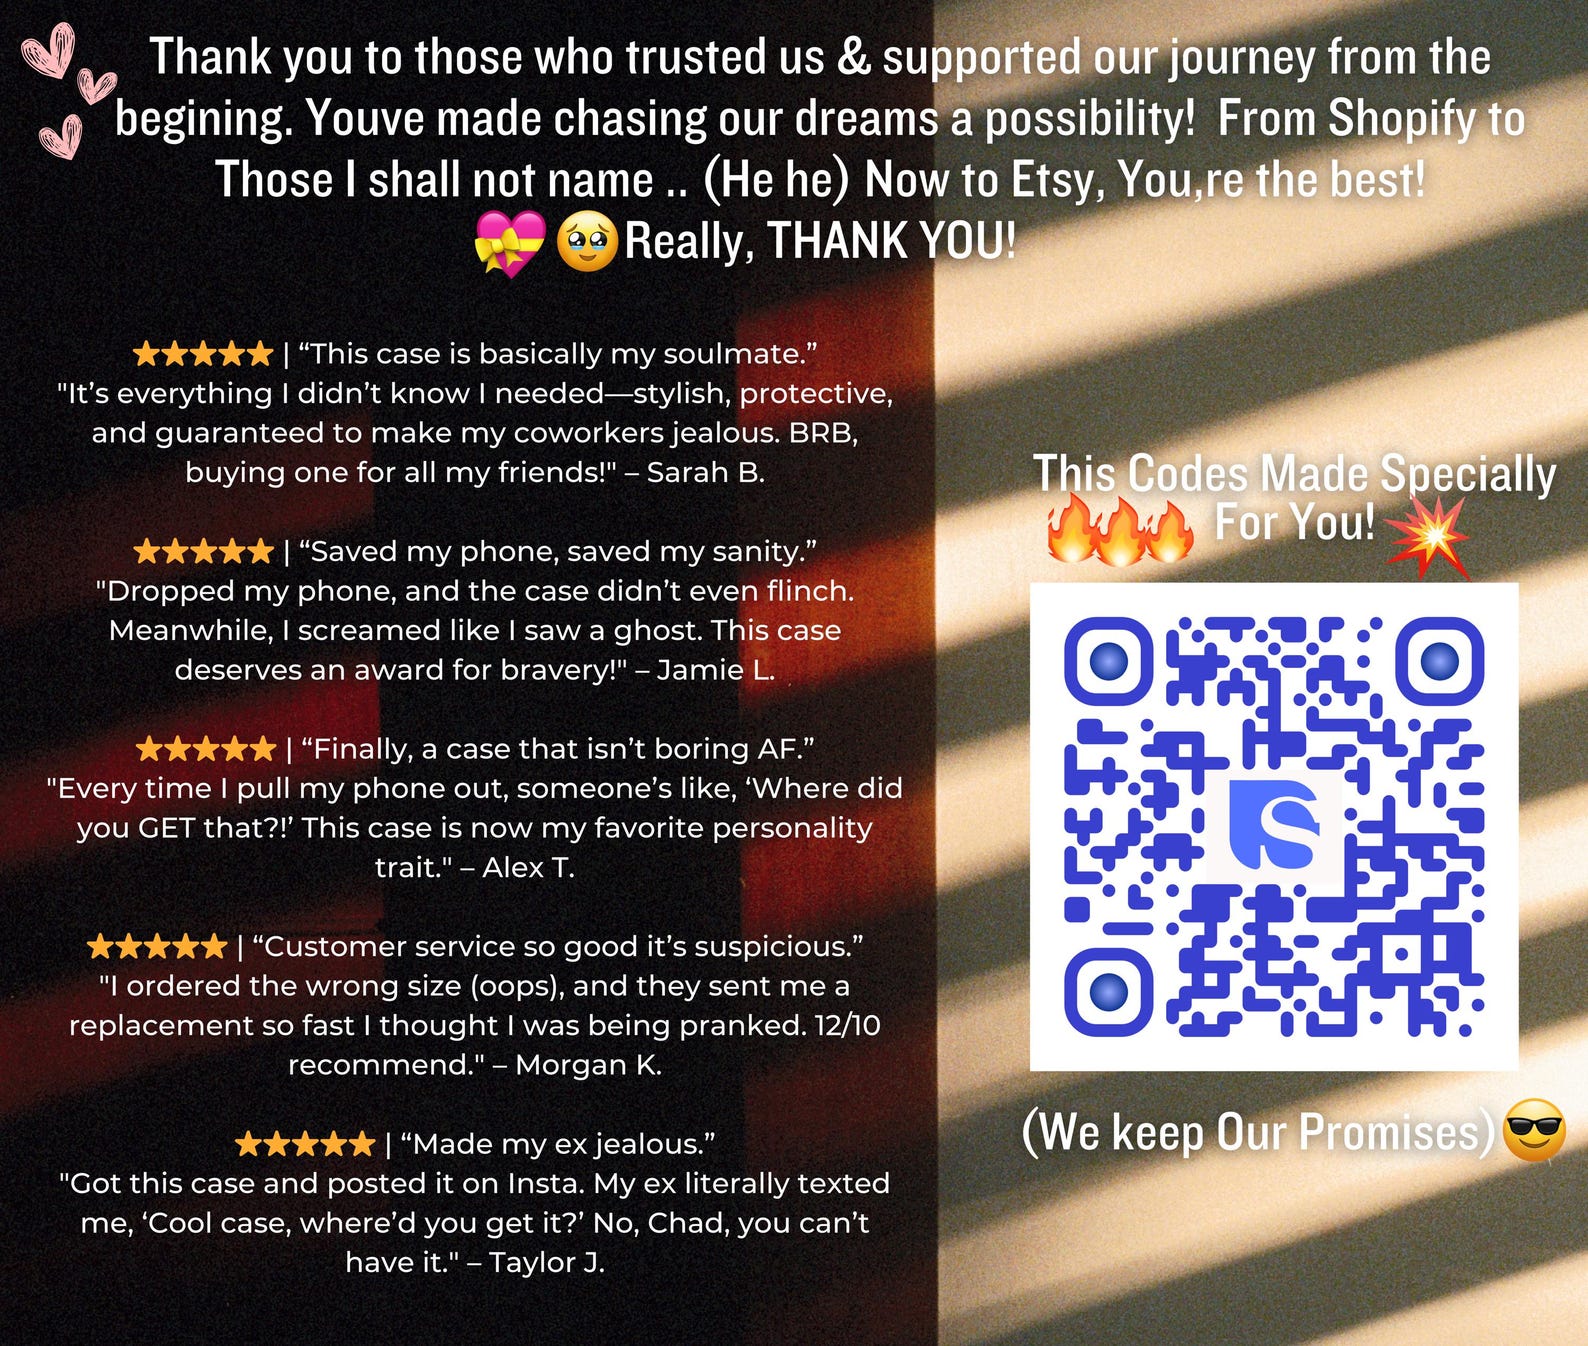 Thank you to those who trusted us & supported our journey from the
begining. Youve made chasing our dreams a possibility! From Shopify to
Those I shall not name .. (He he) Now to Etsy, You,re the best!
💝🥹Really, THANK YOU!
⭐⭐⭐⭐⭐ | “This case is basically my soulmate.”
"It’s everything I didn’t know I needed—stylish, protective,
and guaranteed to make my coworkers jealous. BRB,
buying one for all my friends!" – Sarah B.
⭐⭐⭐⭐⭐ | “Saved my phone, saved my sanity.”
"Dropped my phone, and the case didn’t even flinch.
Meanwhile, I screamed like I saw a ghost. This case
deserves an award for bravery!" – Jamie L.
⭐⭐⭐⭐⭐ | “Finally, a case that isn’t boring AF.”
"Every time I pull my phone out, someone’s like, ‘Where did
you GET that?!’ This case is now my favorite personality
trait." – Alex T.
⭐⭐⭐⭐⭐ | “Customer service so good it’s suspicious.”
"I ordered the wrong size (oops), and they sent me a
replacement so fast I thought I was being pranked. 12/10
recommend." – Morgan K.
⭐⭐⭐⭐⭐ | “Made my ex jealous.”
"Got this case and posted it on Insta. My ex literally texted
me, ‘Cool case, where’d you get it?’ No, Chad, you can’t
have it." – Taylor J.
This Codes Made Specially
🔥🔥🔥 For You! 💥
S
(We keep Our Promises)😎